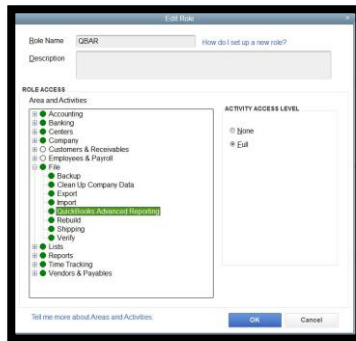 Edit Role
Role Name QBAR How do I set up a new role?
Description
ROLE ACCESS
Area and Activities
Accounting
Banking
Centers
Company
Customers & Receivables
Employees & Payroll
File
Backup
Clean Up Company Data
Export
Import
QuickBooks Advanced Reporting
Rebuild
Shipping
Verify
Lists
Reports
Time Tracking
Vendors & Payables
ACTIVITY ACCESS LEVEL
None
Full
Tell me more about Areas and Activities.
OK Cancel